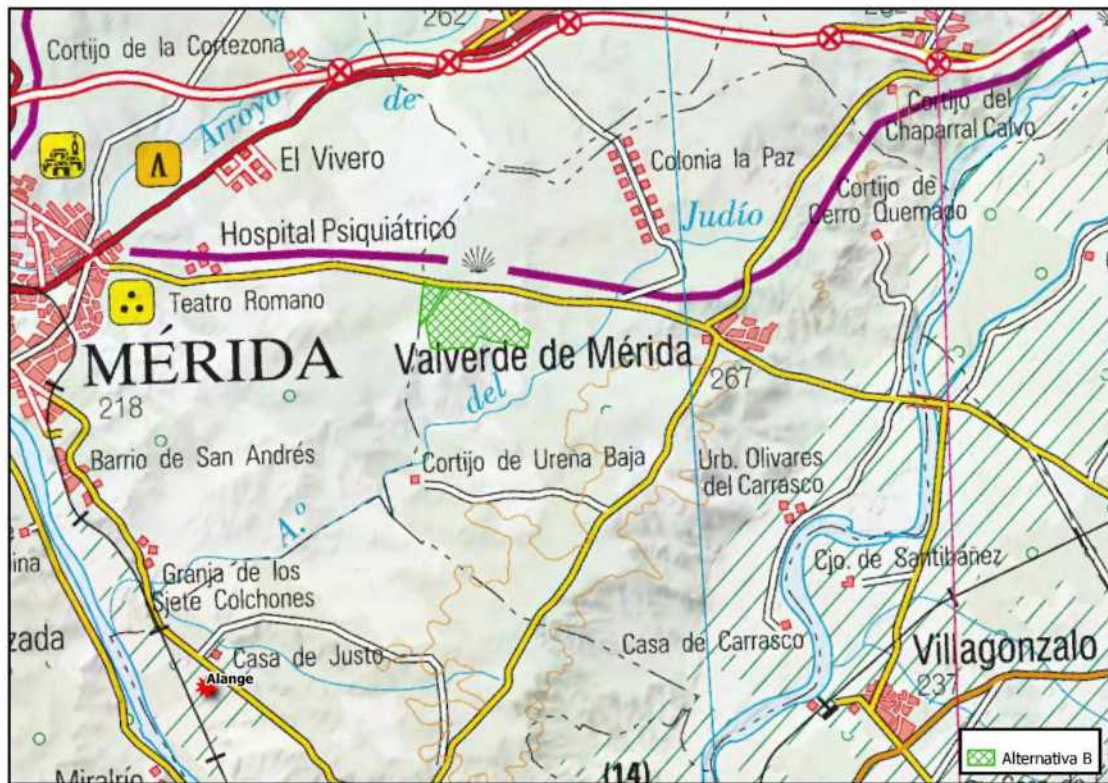 262
Cortijo de la Cortezona
Arroyo
de
Cortijo del
Chaparral Calvo
El Vivero
Colonia la Paz
Cortijo de
Cerro Quemado
Judío
Hospital Psiquiátrico
Teatro Romano
MÉRIDA
218
Valverde de Mérida
267
del
Barrio de San Andrés
Cortijo de Urena Baja
Urb. Olivares
del Carrasco
A.º
Cjo. de Santibáñez
Granja de los
Siete Colchones
Casa de Justo
Casa de Carrasco
Villagonzalo
237
Alange
Alternativa B
Miralrío
(14)